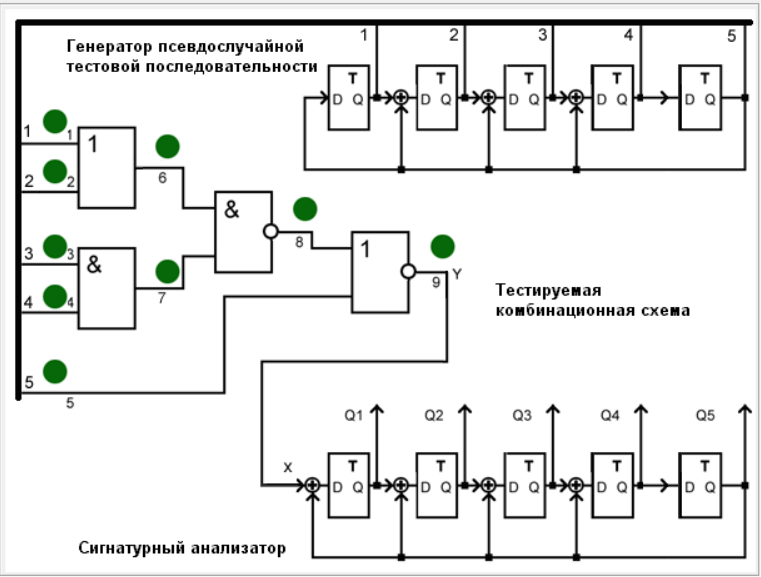 Генератор псевдослучайной
тестовой последовательности
1 2 3 4 5
T T T T T
D Q D Q D Q D Q D Q
1 1 1
2 2 6
&
8
1
9 Y
3 3 &
4 4 7
5 5
Тестируемая
комбинационная схема
Q1 Q2 Q3 Q4 Q5
X
T T T T T
D Q D Q D Q D Q D Q
Сигнатурный анализатор